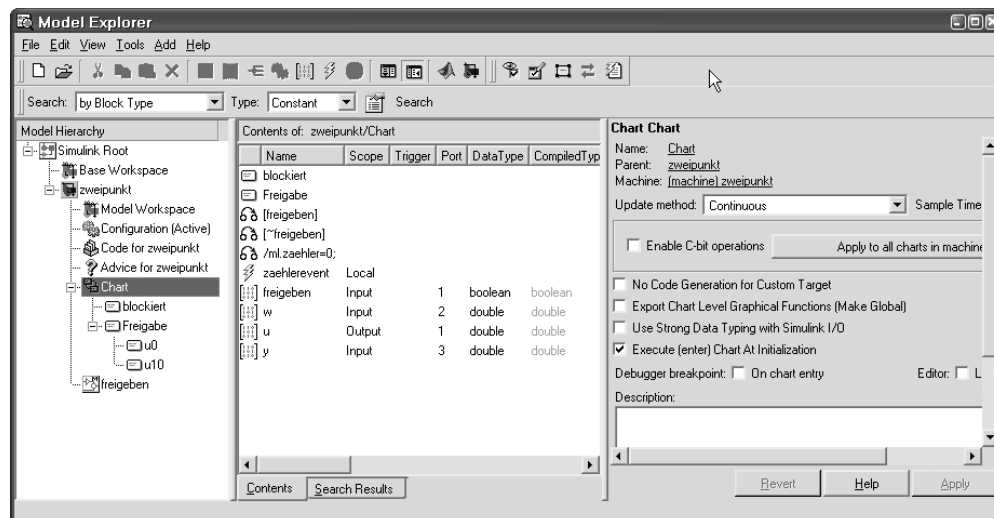 Model Explorer
File Edit View Tools Add Help
Search: by Block Type Type: Constant Search
Model Hierarchy
Simulink Root
Base Workspace
zweipunkt
Model Workspace
Configuration (Active)
Code for zweipunkt
Advice for zweipunkt
Chart
blockiert
Freigabe
u0
u10
freigeben
Contents of: zweipunkt/Chart
Name Scope Trigger Port DataType CompiledTyp
blockiert
Freigabe
[freigeben]
[~freigeben]
/ml.zaehler=0;
zaehlerevent Local
freigeben Input 1 boolean boolean
w Input 2 double double
u Output 1 double double
y Input 3 double double
Contents Search Results
Chart Chart
Name: Chart
Parent: zweipunkt
Machine: (machine) zweipunkt
Update method: Continuous Sample Time
Enable C-bit operations Apply to all charts in machine
No Code Generation for Custom Target
Export Chart Level Graphical Functions (Make Global)
Use Strong Data Typing with Simulink I/O
Execute (enter) Chart At Initialization
Debugger breakpoint: On chart entry Editor: L
Description:
Revert Help Apply